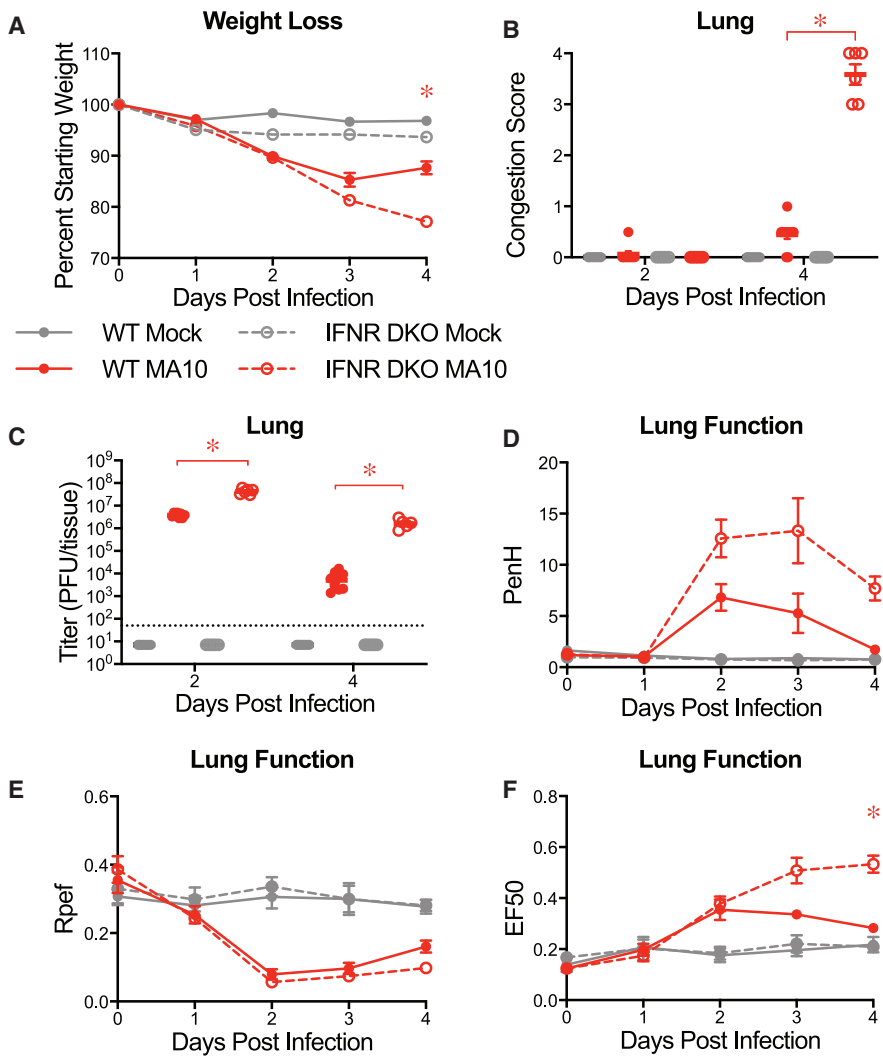 A
Weight Loss
Percent Starting Weight
110
100
90
80
70
*
0 1 2 3 4
Days Post Infection
B
Lung
Congestion Score
4
3
2
1
0
*
2 4
Days Post Infection
WT Mock
IFNR DKO Mock
WT MA10
IFNR DKO MA10
C
Lung
Titer (PFU/tissue)
10⁹
10⁸
10⁷
10⁶
10⁵
10⁴
10³
10²
10¹
10⁰
*
*
2 4
Days Post Infection
D
Lung Function
PenH
20
15
10
5
0
0 1 2 3 4
Days Post Infection
E
Lung Function
Rpef
0.6
0.4
0.2
0.0
0 1 2 3 4
Days Post Infection
F
Lung Function
EF50
0.8
0.6
0.4
0.2
0.0
*
0 1 2 3 4
Days Post Infection